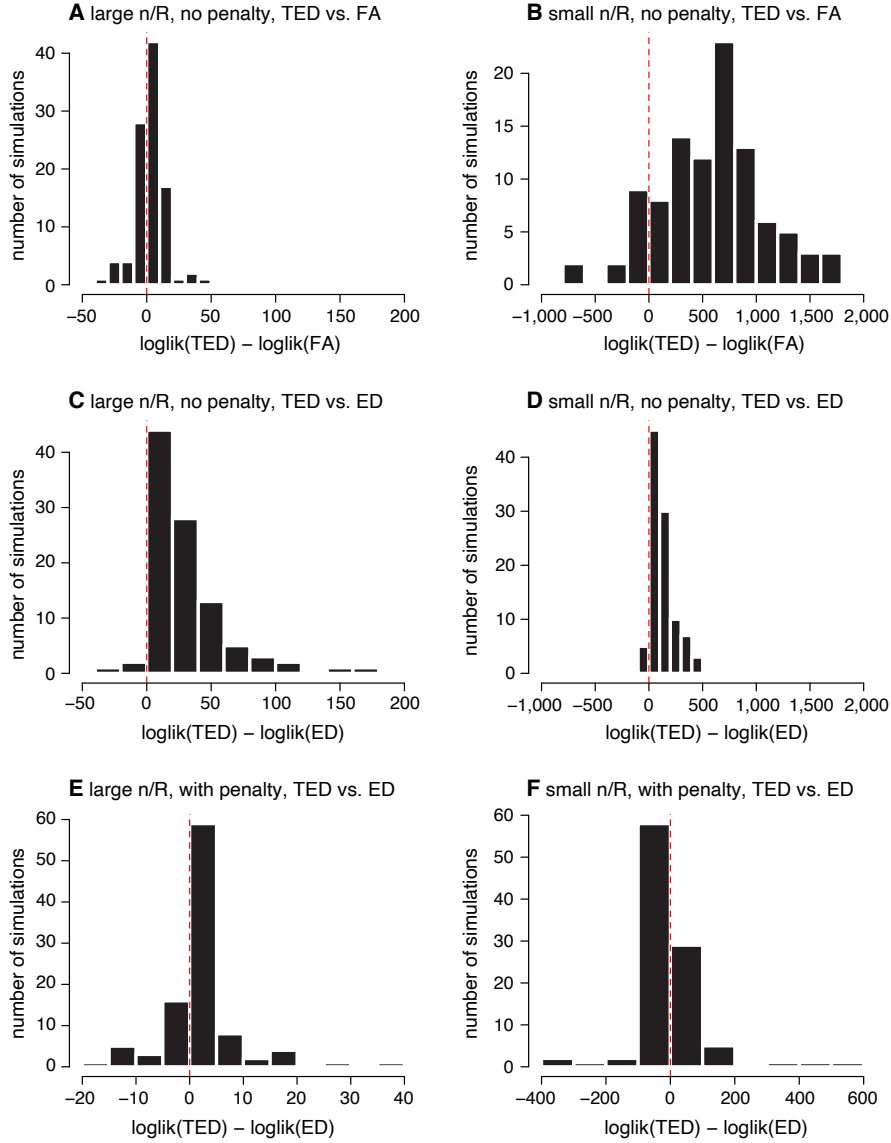 A large n/R, no penalty, TED vs. FA
number of simulations
40
30
20
10
0
−50 0 50 100 150 200
loglik(TED) − loglik(FA)
B small n/R, no penalty, TED vs. FA
number of simulations
20
15
10
5
0
−1,000 −500 0 500 1,000 1,500 2,000
loglik(TED) − loglik(FA)
C large n/R, no penalty, TED vs. ED
number of simulations
40
30
20
10
0
−50 0 50 100 150 200
loglik(TED) − loglik(ED)
D small n/R, no penalty, TED vs. ED
number of simulations
40
30
20
10
0
−1,000 −500 0 500 1,000 1,500 2,000
loglik(TED) − loglik(ED)
E large n/R, with penalty, TED vs. ED
number of simulations
60
50
40
30
20
10
0
−20 −10 0 10 20 30 40
loglik(TED) − loglik(ED)
F small n/R, with penalty, TED vs. ED
number of simulations
60
50
40
30
20
10
0
−400 −200 0 200 400 600
loglik(TED) − loglik(ED)